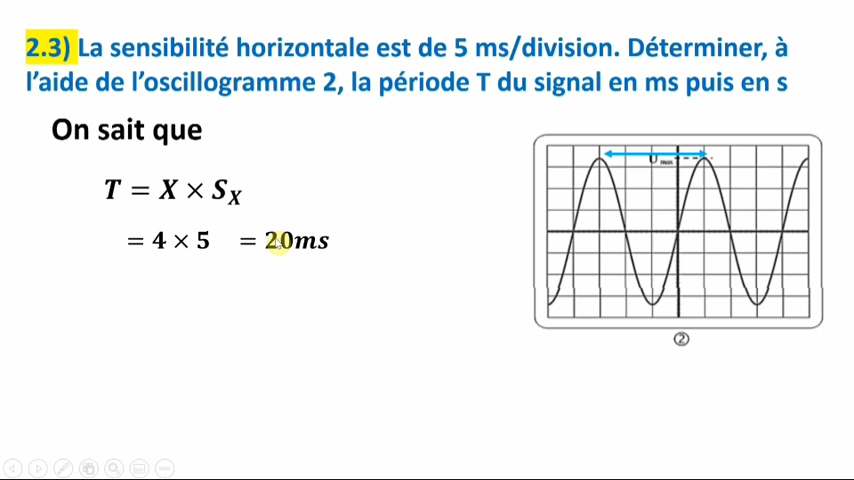 2.3) La sensibilité horizontale est de 5 ms/division. Déterminer, à
l'aide de l'oscillogramme 2, la période T du signal en ms puis en s
On sait que
T = X × S_X
= 4 × 5 = 20ms
U max
②